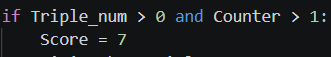 if Triple_num > 0 and Counter > 1:
    Score = 7